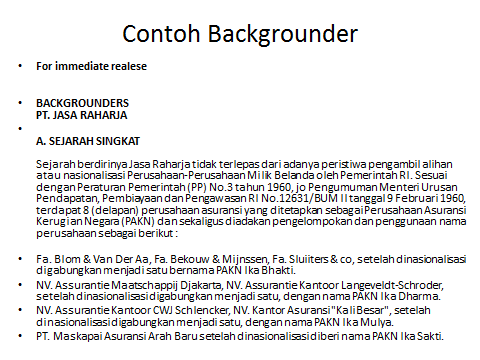 Contoh Backgrounder
• For immediate realese
• BACKGROUNDERS
PT. JASA RAHARJA
•
A. SEJARAH SINGKAT
Sejarah berdirinya Jasa Raharja tidak terlepas dari adanya peristiwa pengambil alihan
atau nasionalisasi Perusahaan-Perusahaan Milik Belanda oleh Pemerintah RI. Sesuai
dengan Peraturan Pemerintah (PP) No.3 tahun 1960, jo Pengumuman Menteri Urusan
Pendapatan, Pembiayaan dan Pengawasan RI No.12631/BUM II tanggal 9 Februari 1960,
terdapat 8 (delapan) perusahaan asuransi yang ditetapkan sebagai Perusahaan Asuransi
Kerugian Negara (PAKN) dan sekaligus diadakan pengelompokan dan penggunaan nama
perusahaan sebagai berikut :
• Fa. Blom & Van Der Aa, Fa. Bekouw & Mijnssen, Fa. Sluiiters & co, setelah dinasionalisasi
digabungkan menjadi satu bernama PAKN Ika Bhakti.
• NV. Assurantie Maatschappij Djakarta, NV. Assurantie Kantoor Langeveldt-Schroder,
setelah dinasionalisasi digabungkan menjadi satu, dengan nama PAKN Ika Dharma.
• NV. Assurantie Kantoor CWJ Schlencker, NV. Kantor Asuransi "Kali Besar", setelah
dinasionalisasi digabungkan menjadi satu, dengan nama PAKN Ika Mulya.
• PT. Maskapai Asuransi Arah Baru setelah dinasionalisasi diberi nama PAKN Ika Sakti.